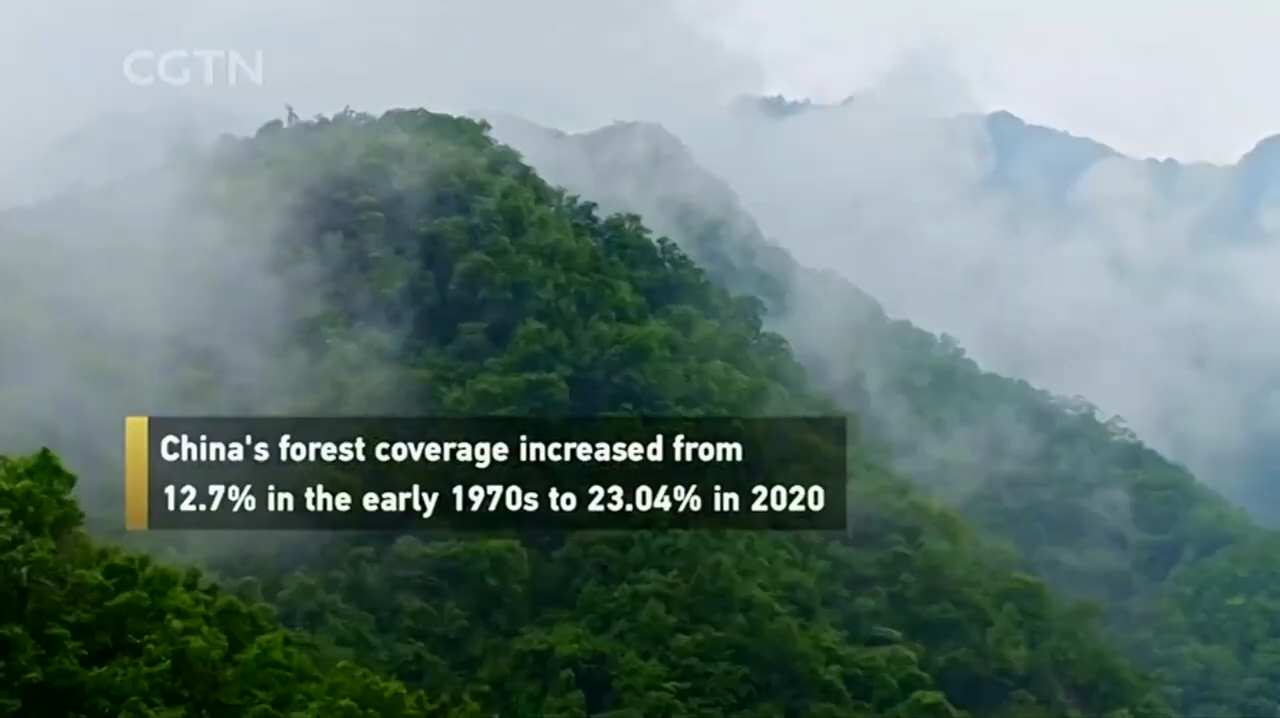 CGTN
China's forest coverage increased from
12.7% in the early 1970s to 23.04% in 2020